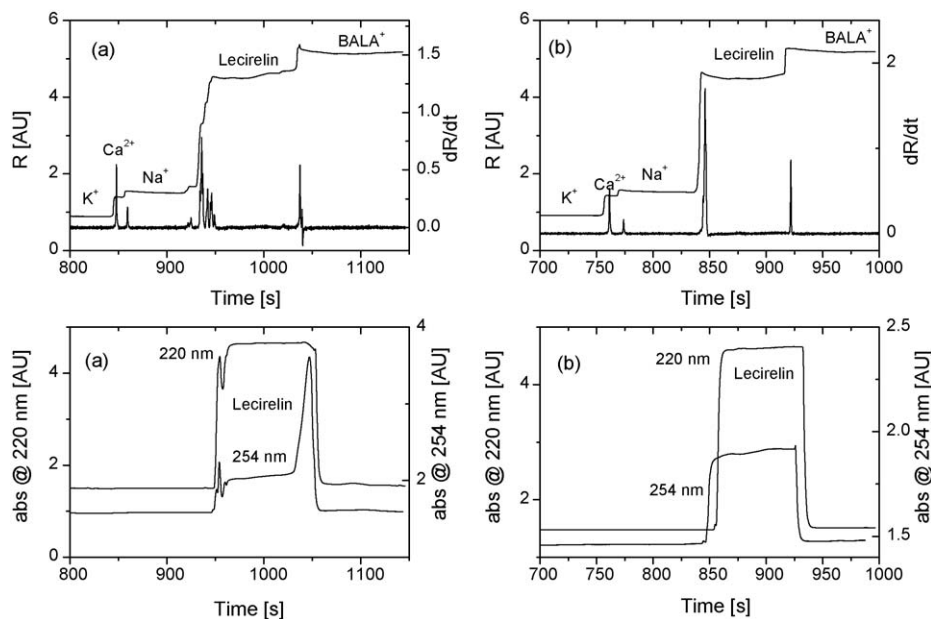 (a)
K⁺
Ca²⁺
Na⁺
Lecirelin
BALA⁺
R [AU]
6
4
2
0
dR/dt
1.5
1.0
0.5
0.0
800 900 1000 1100
Time [s]
(b)
K⁺
Ca²⁺
Na⁺
Lecirelin
BALA⁺
R [AU]
6
4
2
0
dR/dt
2
0
700 750 800 850 900 950 1000
Time [s]
(a)
220 nm
Lecirelin
254 nm
abs @ 220 nm [AU]
4
2
0
abs @ 254 nm [AU]
4
2
800 900 1000 1100
Time [s]
(b)
220 nm
Lecirelin
254 nm
abs @ 220 nm [AU]
4
2
abs @ 254 nm [AU]
2.5
2.0
1.5
700 750 800 850 900 950 1000
Time [s]